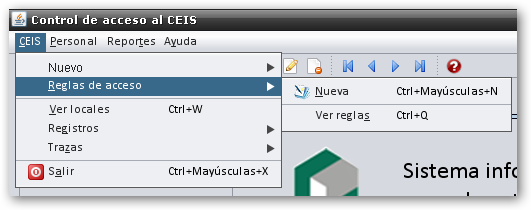 Control de acceso al CEIS
CEIS Personal Reportes Ayuda
Nuevo
Reglas de acceso
Nueva Ctrl+Mayúsculas+N
Ver locales Ctrl+W
Ver reglas Ctrl+Q
Registros
Trazas
Salir Ctrl+Mayúsculas+X
Sistema info